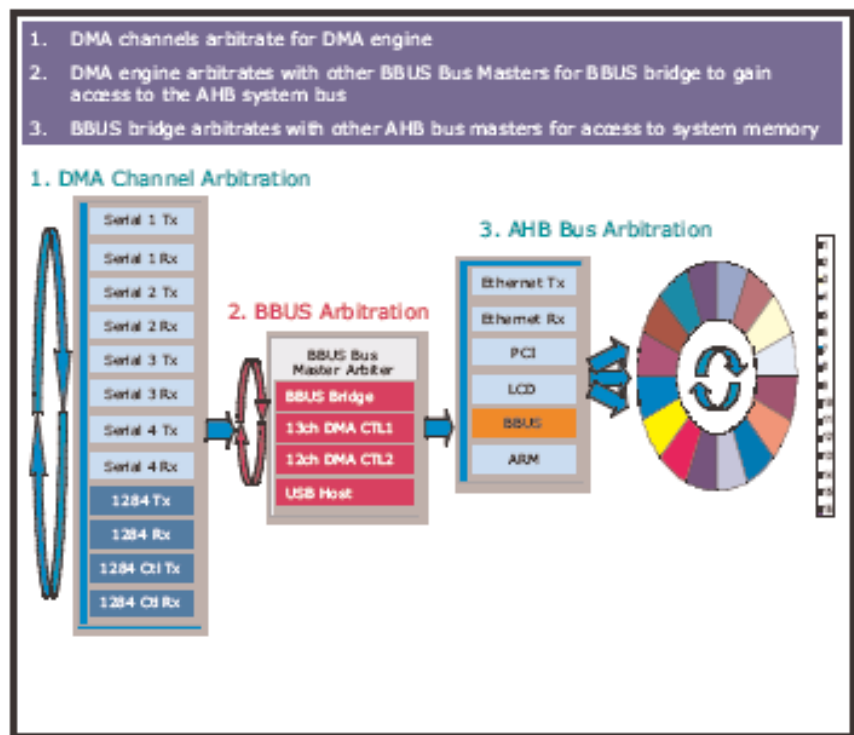 1. DMA channels arbitrate for DMA engine
2. DMA engine arbitrates with other BBUS Bus Masters for BBUS bridge to gain
access to the AHB system bus
3. BBUS bridge arbitrates with other AHB bus masters for access to system memory
1. DMA Channel Arbitration
Serial 1 Tx
Serial 1 Rx
Serial 2 Tx
Serial 2 Rx
Serial 3 Tx
Serial 3 Rx
Serial 4 Tx
Serial 4 Rx
1284 Tx
1284 Rx
1284 Ctl Tx
1284 Ctl Rx
2. BBUS Arbitration
BBUS Bus
Master Arbiter
BBUS Bridge
13ch DMA CTL1
12ch DMA CTL2
USB Host
3. AHB Bus Arbitration
Ethernet Tx
Ethernet Rx
PCI
LCD
BBUS
ARM